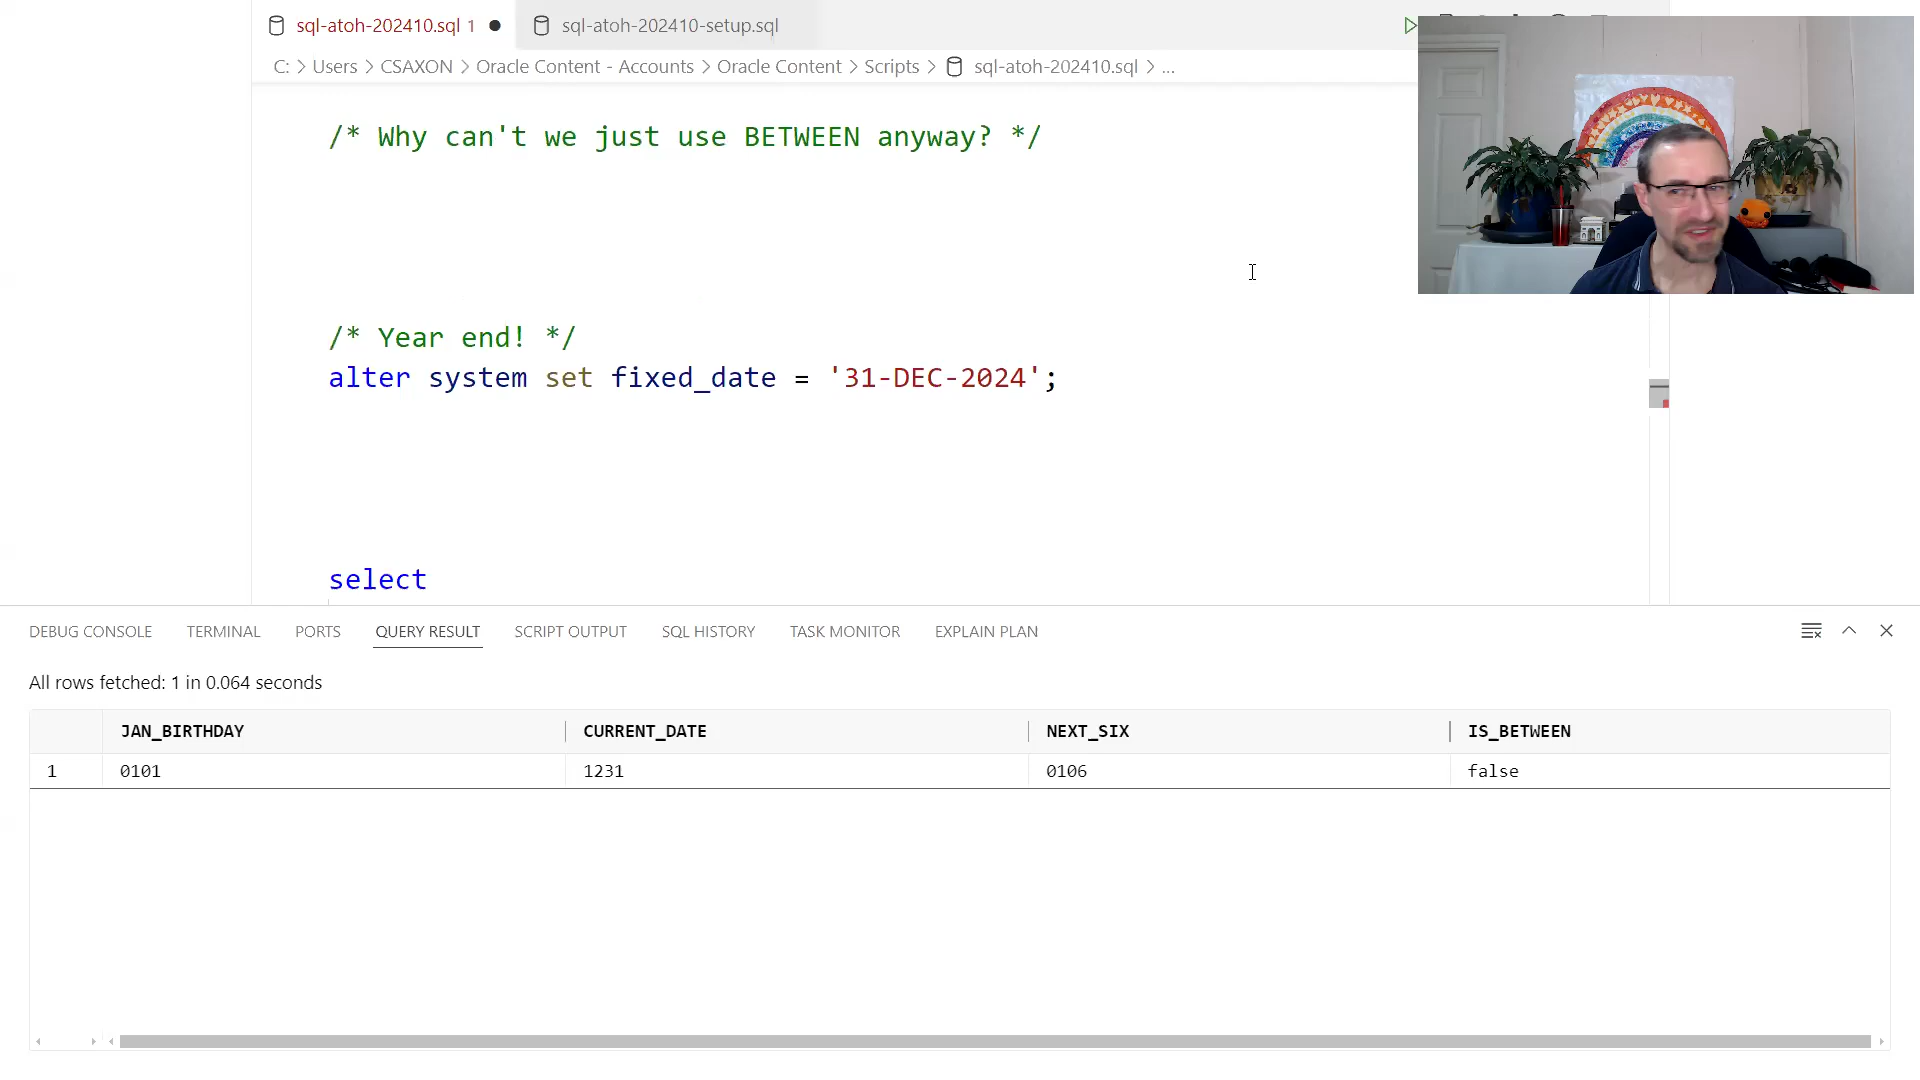 sql-atoh-202410.sql 1
sql-atoh-202410-setup.sql
C: > Users > CSAXON > Oracle Content - Accounts > Oracle Content > Scripts > sql-atoh-202410.sql > ...
/* Why can't we just use BETWEEN anyway? */
/* Year end! */
alter system set fixed_date = '31-DEC-2024';
select
DEBUG CONSOLE TERMINAL PORTS QUERY RESULT SCRIPT OUTPUT SQL HISTORY TASK MONITOR EXPLAIN PLAN
All rows fetched: 1 in 0.064 seconds
JAN_BIRTHDAY CURRENT_DATE NEXT_SIX IS_BETWEEN
1 0101 1231 0106 false